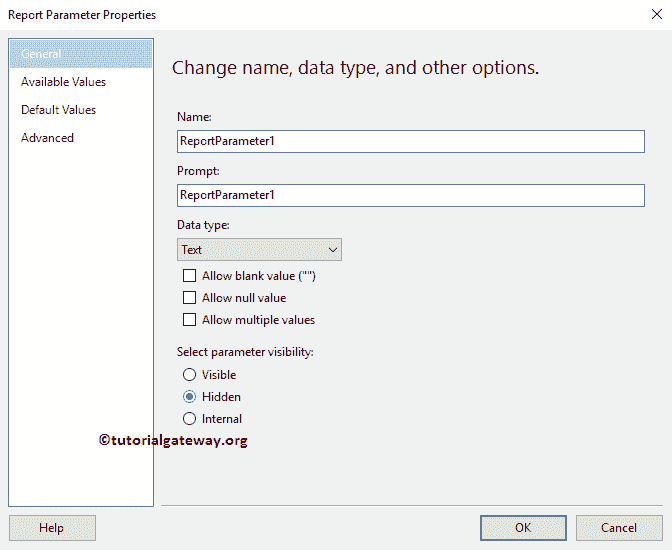 Report Parameter Properties
General
Available Values
Default Values
Advanced
Change name, data type, and other options.
Name:
ReportParameter1
Prompt:
ReportParameter1
Data type:
Text
Allow blank value ("")
Allow null value
Allow multiple values
Select parameter visibility:
Visible
Hidden
Internal
©tutorialgateway.org
Help
OK
Cancel